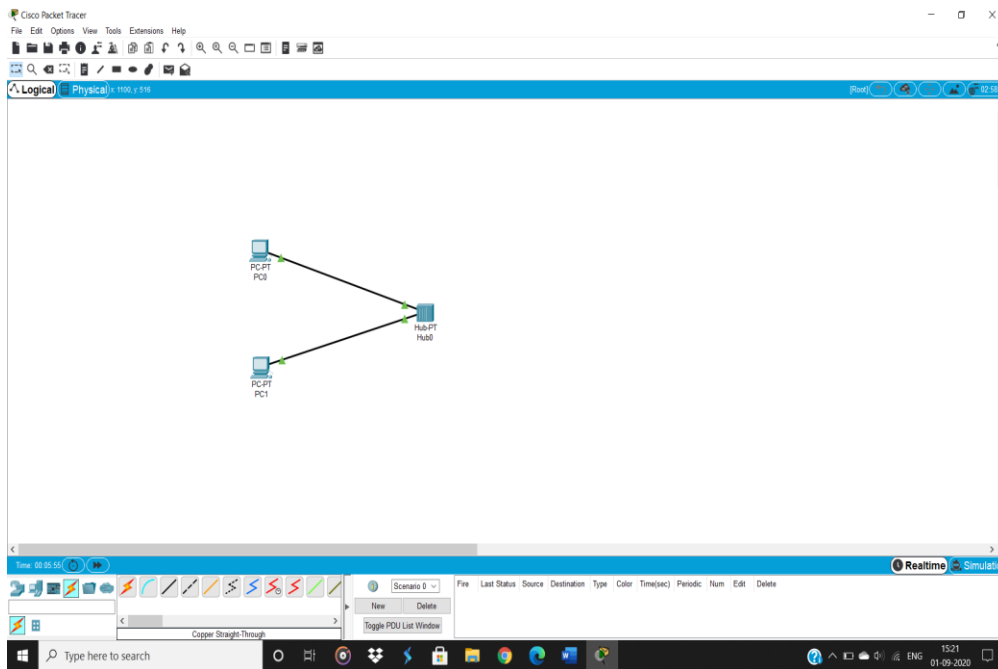 Cisco Packet Tracer
File Edit Options View Tools Extensions Help
Logical Physical x: 1100, y: 516 [Root] 02:58
PC-PT
PC0
Hub-PT
Hub0
PC-PT
PC1
Time: 00:05:55 Realtime Simulati
Scenario 0 Fire Last Status Source Destination Type Color Time(sec) Periodic Num Edit Delete
New Delete
Toggle PDU List Window
Copper Straight-Through
Type here to search
ENG 15:21
01-09-2020